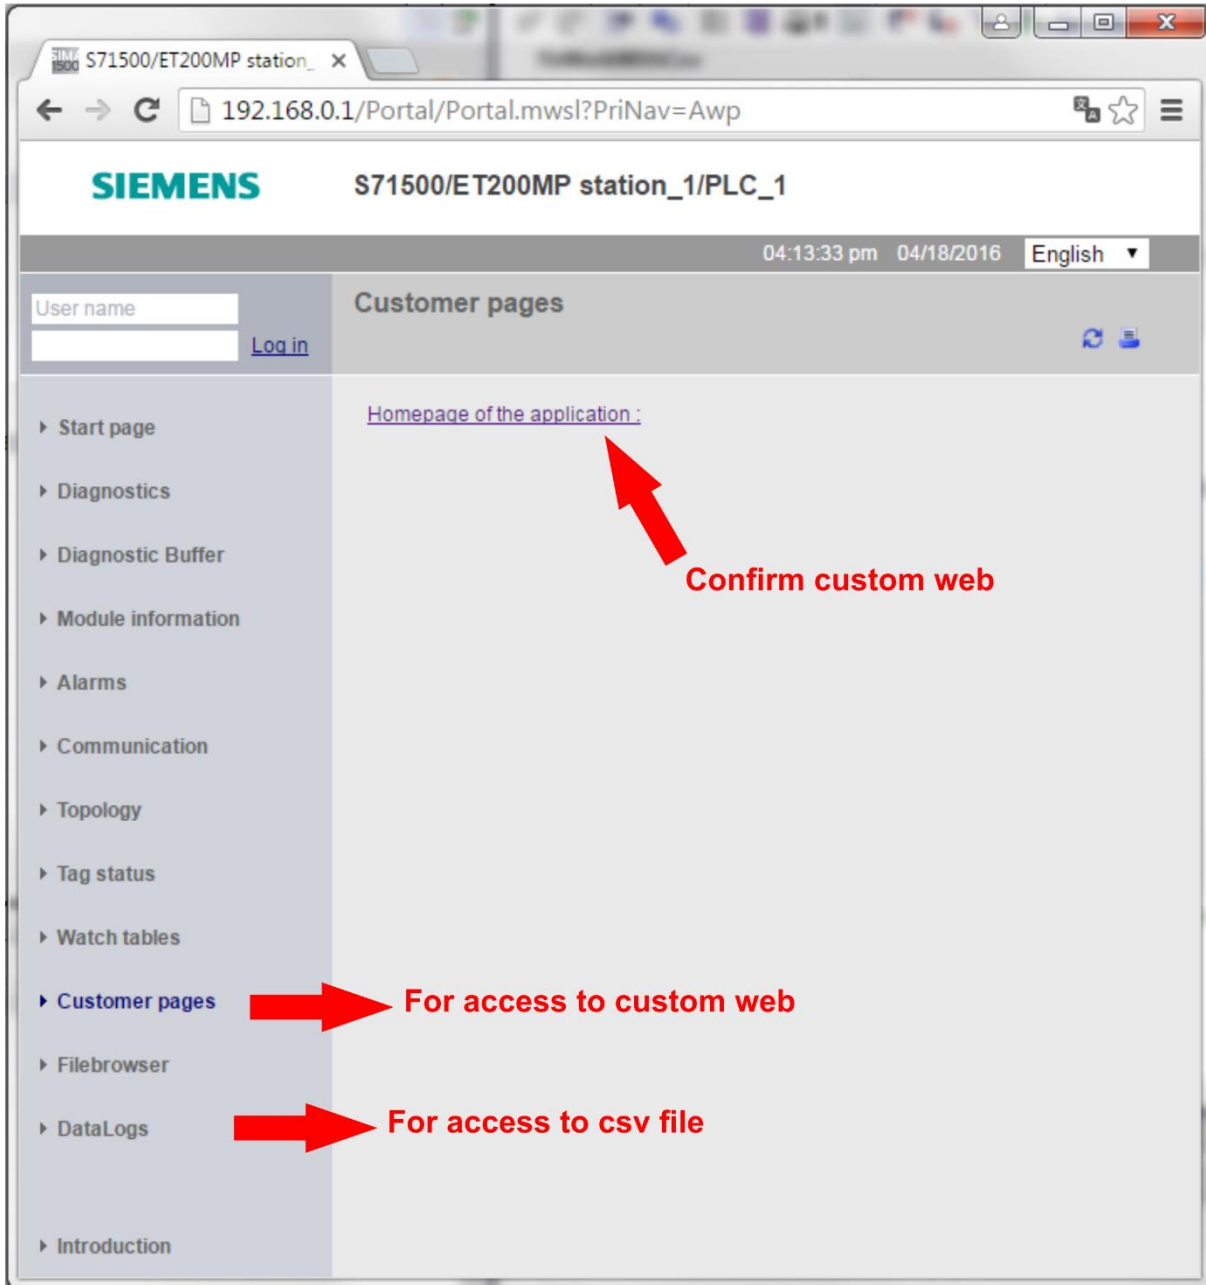 SIMA
1500
S71500/ET200MP station_
192.168.0.1/Portal/Portal.mwsl?PriNav=Awp
SIEMENS
S71500/ET200MP station_1/PLC_1
04:13:33 pm 04/18/2016 English
User name
Log in
Customer pages
Homepage of the application :
Confirm custom web
Start page
Diagnostics
Diagnostic Buffer
Module information
Alarms
Communication
Topology
Tag status
Watch tables
Customer pages
For access to custom web
Filebrowser
DataLogs
For access to csv file
Introduction